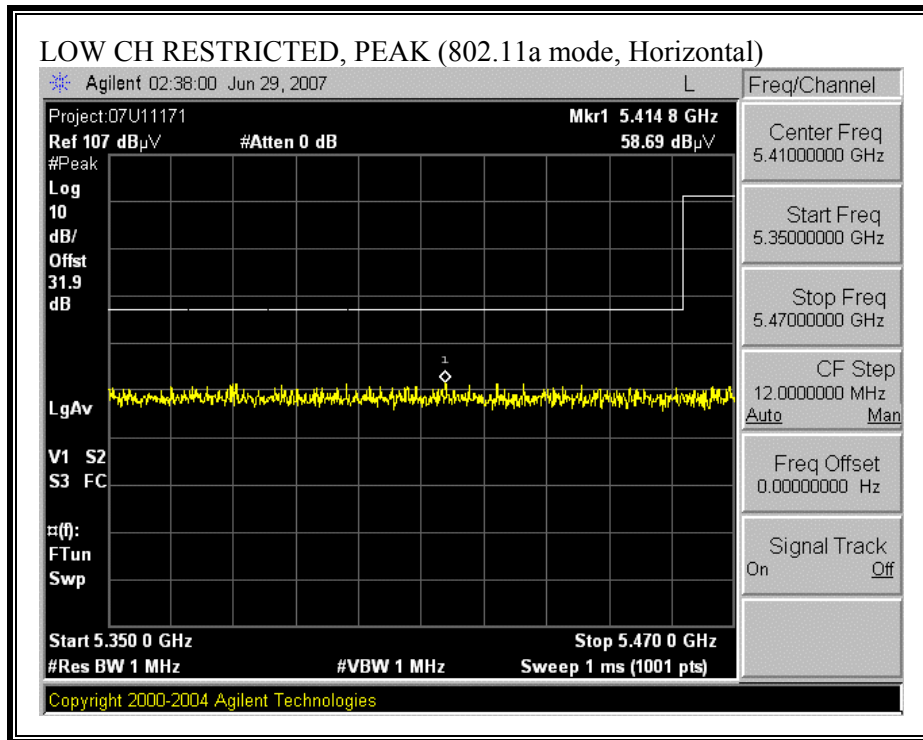 LOW CH RESTRICTED, PEAK (802.11a mode, Horizontal)
Agilent 02:38:00 Jun 29, 2007 L
Project:07U11171 Mkr1 5.414 8 GHz
Ref 107 dBµV #Atten 0 dB 58.69 dBµV
#Peak
Log
10
dB/
Offst
31.9
dB
1
LgAv
V1 S2
S3 FC
¤(f):
FTun
Swp
Start 5.350 0 GHz Stop 5.470 0 GHz
#Res BW 1 MHz #VBW 1 MHz Sweep 1 ms (1001 pts)
Copyright 2000-2004 Agilent Technologies
Freq/Channel
Center Freq
5.41000000 GHz
Start Freq
5.35000000 GHz
Stop Freq
5.47000000 GHz
CF Step
12.0000000 MHz
Auto Man
Freq Offset
0.00000000 Hz
Signal Track
On Off